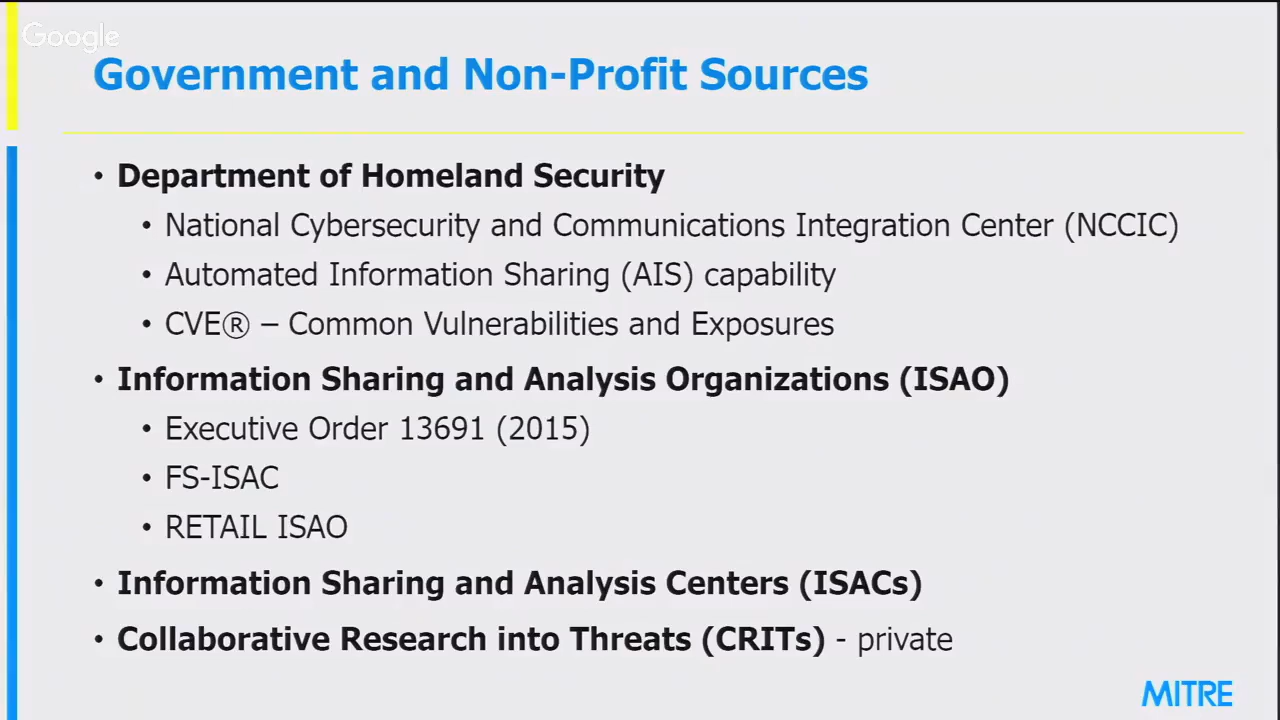 Google
Government and Non-Profit Sources
• Department of Homeland Security
• National Cybersecurity and Communications Integration Center (NCCIC)
• Automated Information Sharing (AIS) capability
• CVE® – Common Vulnerabilities and Exposures
• Information Sharing and Analysis Organizations (ISAO)
• Executive Order 13691 (2015)
• FS-ISAC
• RETAIL ISAO
• Information Sharing and Analysis Centers (ISACs)
• Collaborative Research into Threats (CRITs) - private
MITRE